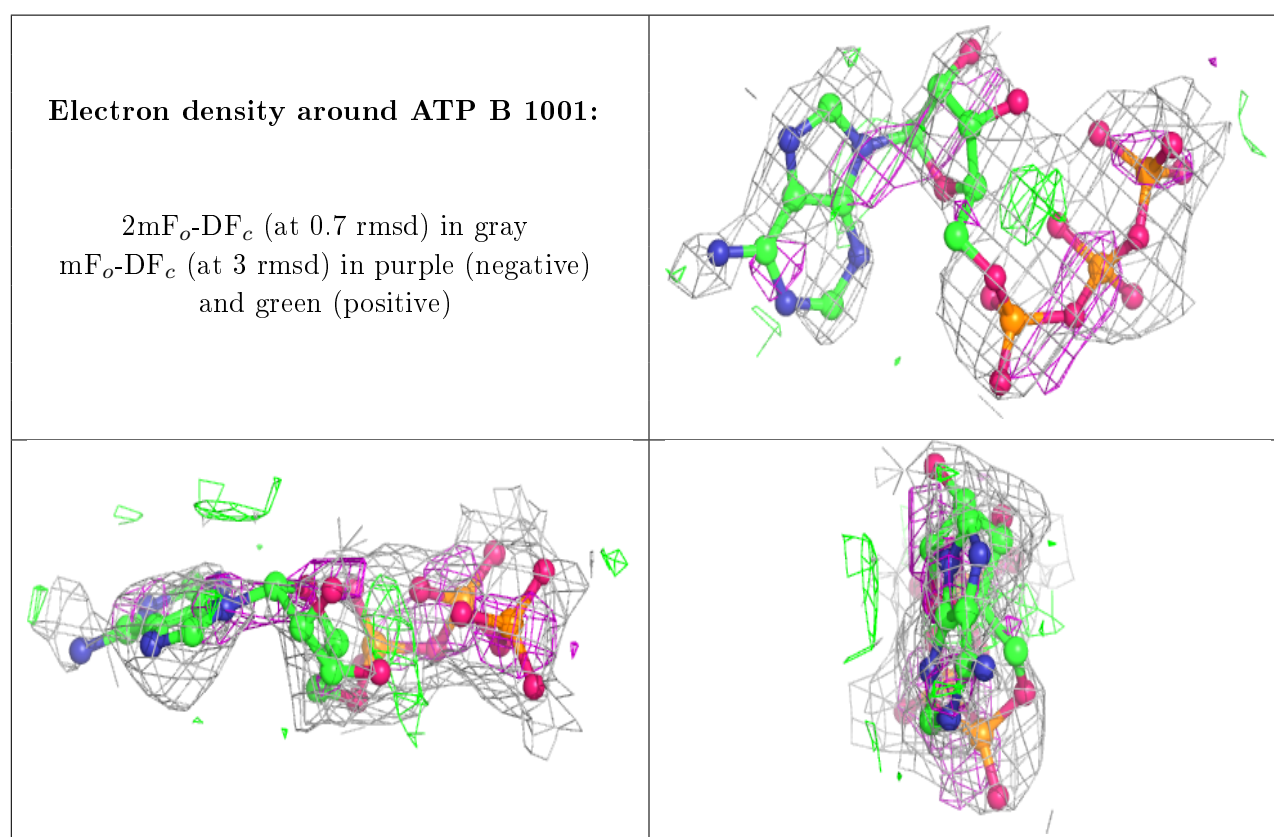 Electron density around ATP B 1001:
2mFₒ-DF𝒸 (at 0.7 rmsd) in gray
mFₒ-DF𝒸 (at 3 rmsd) in purple (negative)
and green (positive)